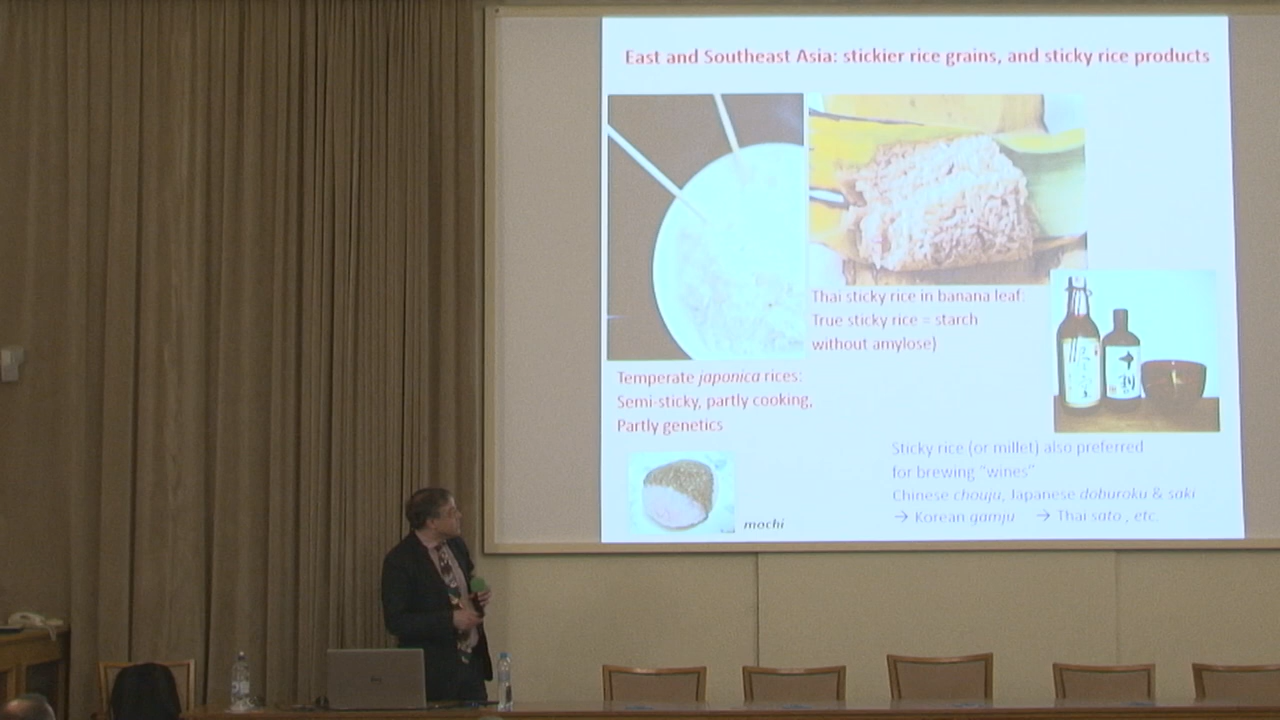 East and Southeast Asia: stickier rice grains, and sticky rice products
Thai sticky rice in banana leaf.
True sticky rice = starch
without amylose)
Temperate japonica rices:
Semi-sticky, partly cooking,
Partly genetics
mochi
Sticky rice (or millet) also preferred
for brewing "wines"
Chinese chouju, Japanese doburoku & saki
→ Korean gamju → Thai sato , etc.